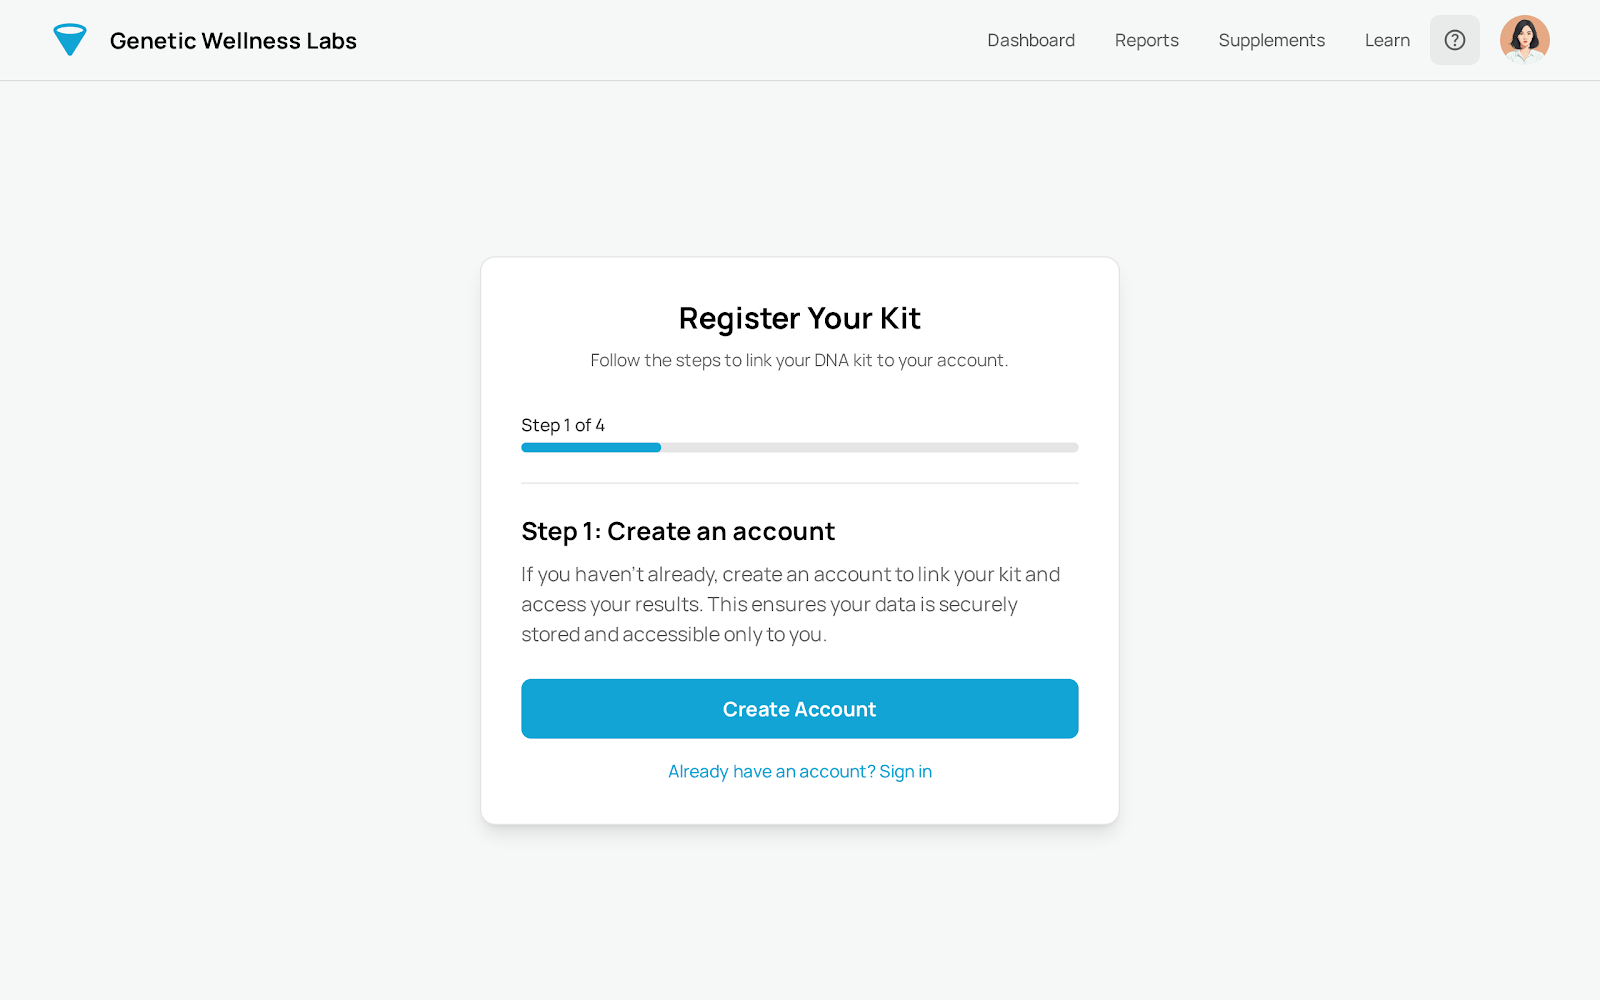 Genetic Wellness Labs
Dashboard
Reports
Supplements
Learn
Register Your Kit
Follow the steps to link your DNA kit to your account.
Step 1 of 4
Step 1: Create an account
If you haven't already, create an account to link your kit and
access your results. This ensures your data is securely
stored and accessible only to you.
Create Account
Already have an account? Sign in